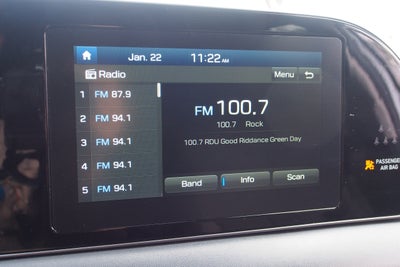 Jan. 22 11:22 AM
Radio Menu
1 FM 87.9
2 FM 94.1
3 FM 94.1
4 FM 94.1
5 FM 94.1
FM 100.7
100.7 Rock
100.7 RDU Good Riddance Green Day
Band Info Scan
PASSENGER
AIR BAG